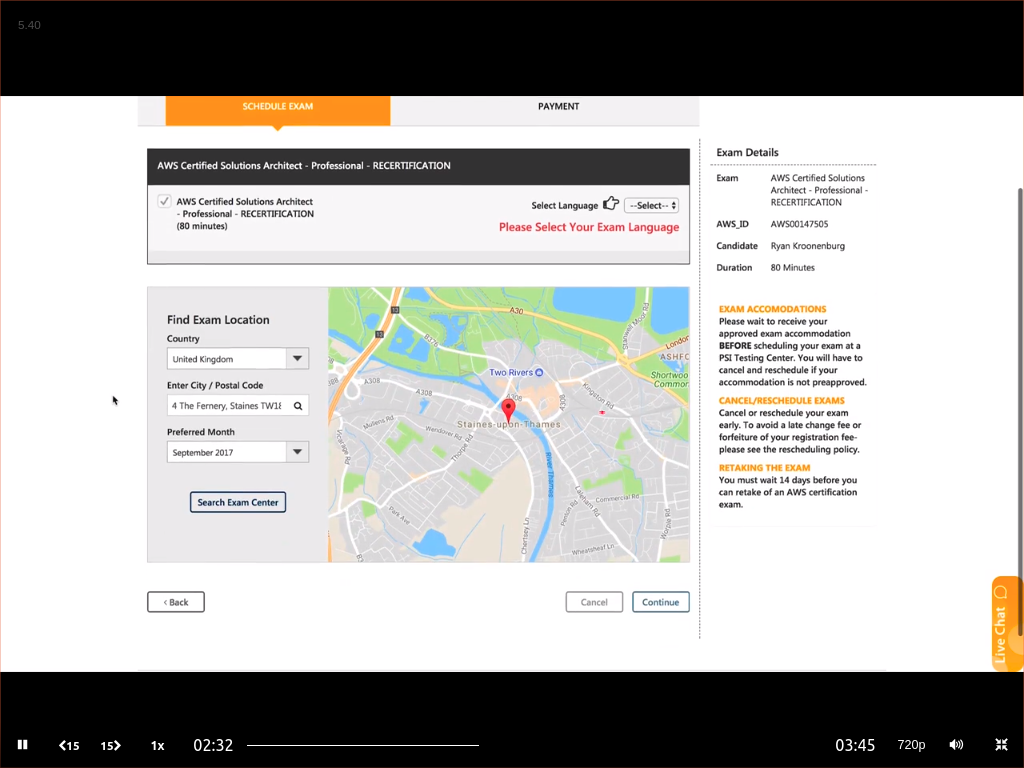 5.40
SCHEDULE EXAM
PAYMENT
AWS Certified Solutions Architect - Professional - RECERTIFICATION
AWS Certified Solutions Architect
- Professional - RECERTIFICATION
(80 minutes)
Select Language
--Select--
Please Select Your Exam Language
Find Exam Location
Country
United Kingdom
Enter City / Postal Code
4 The Fernery, Staines TW18
Preferred Month
September 2017
Search Exam Center
A30
Stanwell Moor Rd
London
13
13
B376
ASHFO
Two Rivers
Shortwood
Common
A308
A308
A308
A308
Kingston Rd
Mullens Rd
Wendover Rd
Staines-upon-Thames
Vicarage Rd
Thorpe Rd
River Thames
Laleham Rd
Commercial Rd
Penton Rd
Worple Rd
Park Ave
Chertsey Ln
Wheatsheaf Ln
‹ Back
Cancel
Continue
Exam Details
Exam
AWS Certified Solutions
Architect - Professional -
RECERTIFICATION
AWS_ID
AWS00147505
Candidate
Ryan Kroonenburg
Duration
80 Minutes
EXAM ACCOMODATIONS
Please wait to receive your
approved exam accommodation
BEFORE scheduling your exam at a
PSI Testing Center. You will have to
cancel and reschedule if your
accommodation is not preapproved.
CANCEL/RESCHEDULE EXAMS
Cancel or reschedule your exam
early. To avoid a late change fee or
forfeiture of your registration fee-
please see the rescheduling policy.
RETAKING THE EXAM
You must wait 14 days before you
can retake of an AWS certification
exam.
Live Chat
15
15
1x
02:32
03:45
720p